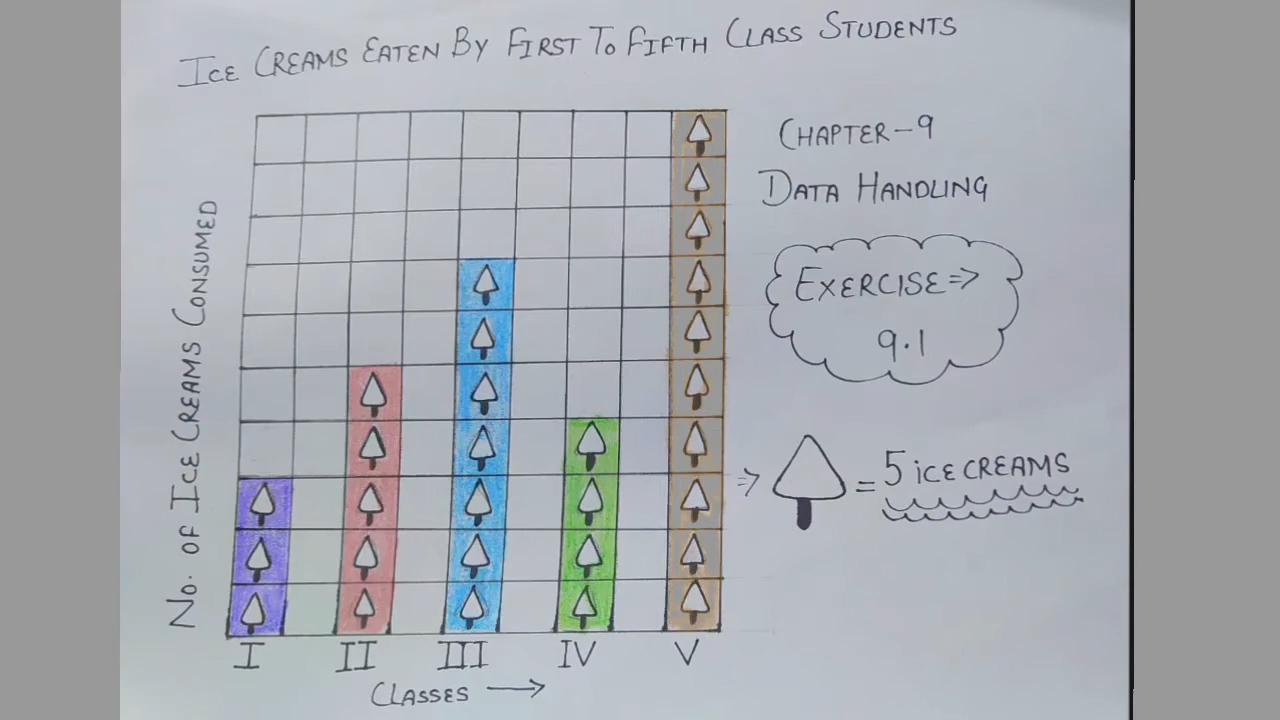 ICE CREAMS EATEN BY FIRST TO FIFTH CLASS STUDENTS
CHAPTER-9
DATA HANDLING
EXERCISE ⇒
9.1
⇒ = 5 ICE CREAMS
No. OF ICE CREAMS CONSUMED
I II III IV V
CLASSES →